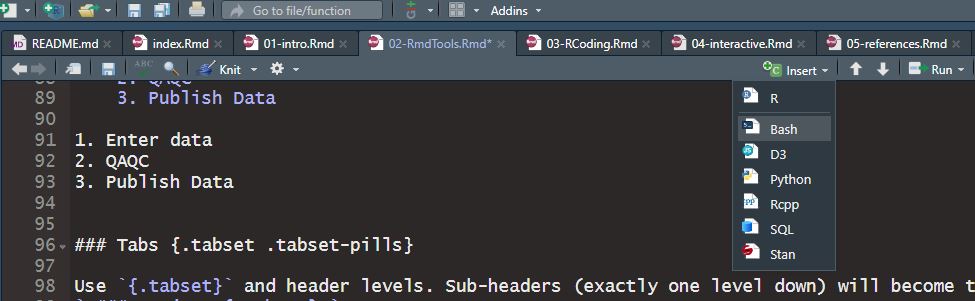 Go to file/function
Addins
README.md
index.Rmd
01-intro.Rmd
02-RmdTools.Rmd*
03-RCoding.Rmd
04-interactive.Rmd
05-references.Rmd
ABC
Knit
Insert
Run
2. QAQC
89 3. Publish Data
90
91 1. Enter data
92 2. QAQC
93 3. Publish Data
94
95
96 ### Tabs {.tabset .tabset-pills}
97
98 Use `{.tabset}` and header levels. Sub-headers (exactly one level down) will become t
R
Bash
D3
Python
Rcpp
SQL
Stan